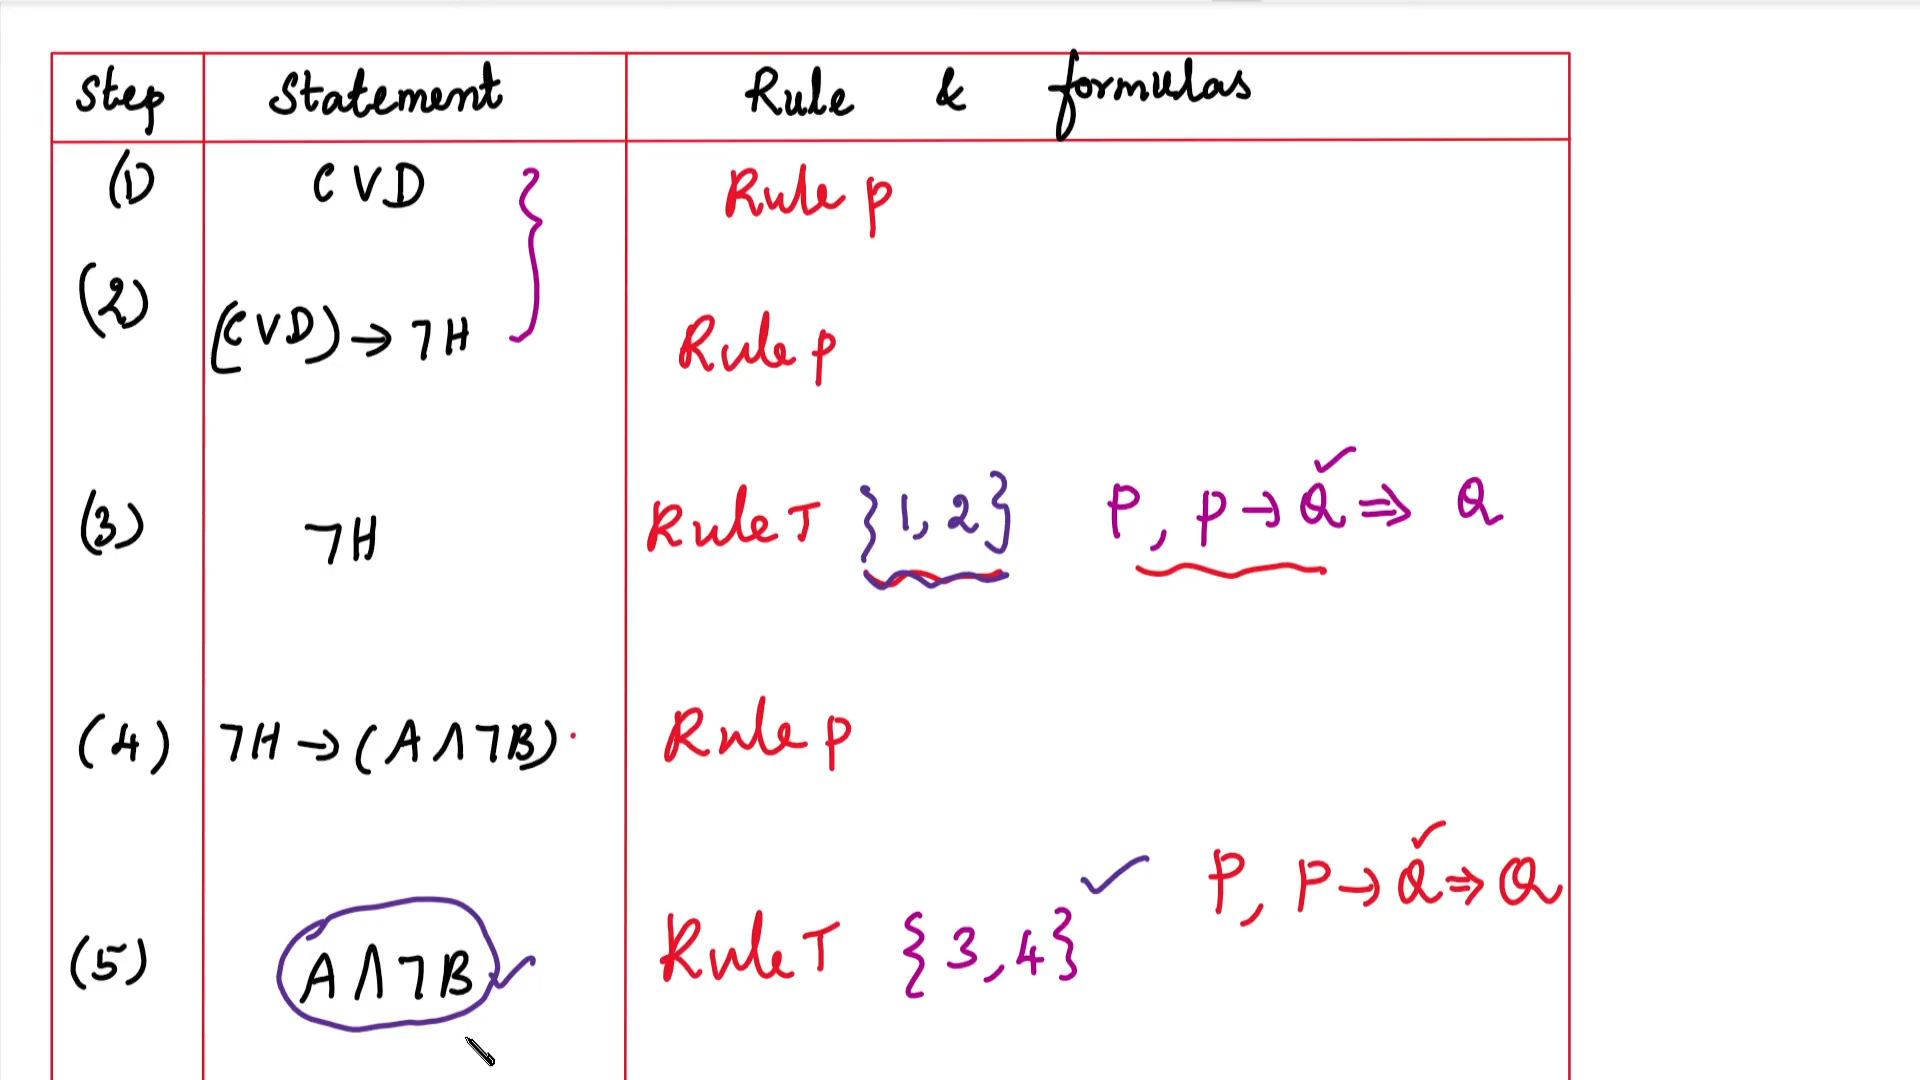 Step Statement Rule & formulas
(1) C V D Rule p
(2) (C V D) → ¬H Rule p
(3) ¬H Rule T {1, 2} P, P → Q ⇒ Q
(4) ¬H → (A ∧ ¬B) Rule p
(5) A ∧ ¬B Rule T {3, 4} P, P → Q ⇒ Q